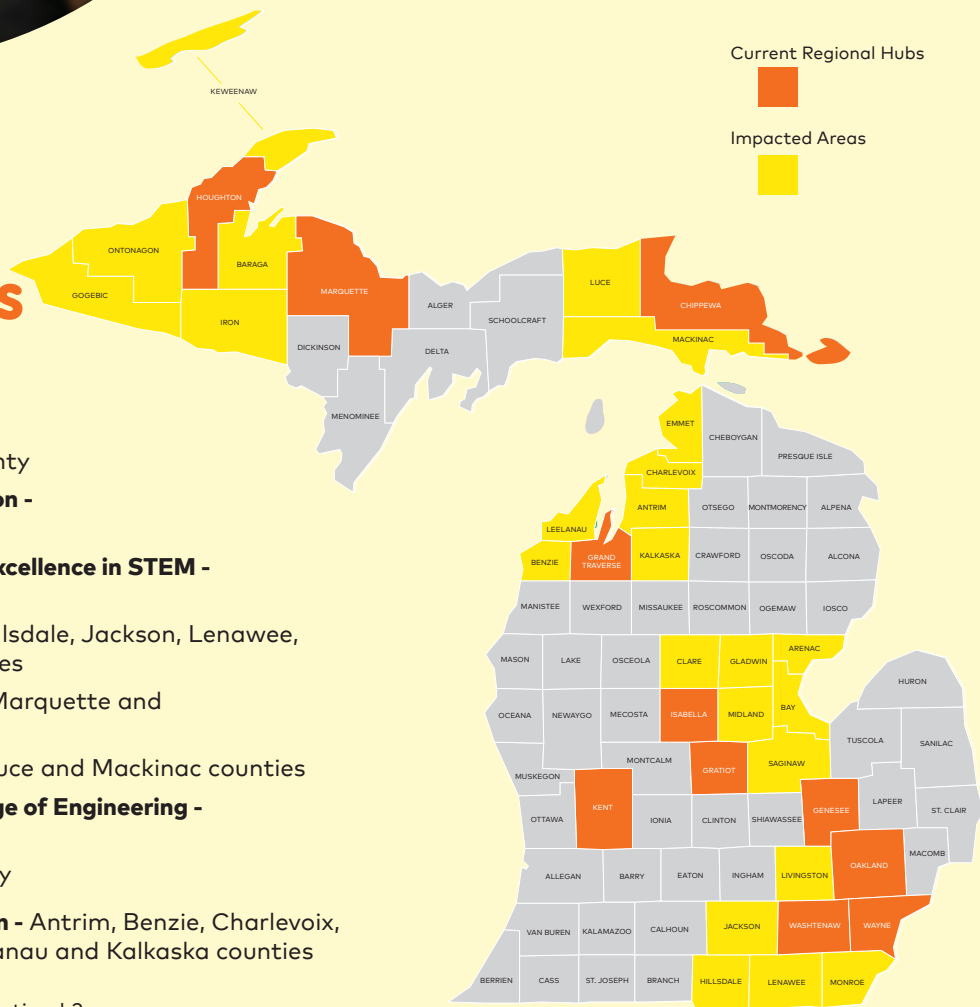 Current Regional Hubs
Impacted Areas
KEWEENAW
HOUGHTON
ONTONAGON
BARAGA
GOGEBIC
IRON
MARQUETTE
ALGER
LUCE
CHIPPEWA
SCHOOLCRAFT
DICKINSON
DELTA
MACKINAC
MENOMINEE
s
nty
on -
xcellence in STEM -
lsdale, Jackson, Lenawee,
es
Marquette and
uce and Mackinac counties
ge of Engineering -
y
n - Antrim, Benzie, Charlevoix,
anau and Kalkaska counties
EMMET
CHEBOYGAN
PRESQUE ISLE
CHARLEVOIX
ANTRIM
OTSEGO
MONTMORENCY
ALPENA
LEELANAU
BENZIE
GRAND
TRAVERSE
KALKASKA
CRAWFORD
OSCODA
ALCONA
MANISTEE
WEXFORD
MISSAUKEE
ROSCOMMON
OGEMAW
IOSCO
MASON
LAKE
OSCEOLA
CLARE
GLADWIN
ARENAC
HURON
OCEANA
NEWAYGO
MECOSTA
ISABELLA
MIDLAND
BAY
TUSCOLA
SANILAC
MUSKEGON
MONTCALM
GRATIOT
SAGINAW
OTTAWA
KENT
IONIA
CLINTON
SHIAWASSEE
GENESEE
LAPEER
ST. CLAIR
ALLEGAN
BARRY
EATON
INGHAM
LIVINGSTON
OAKLAND
MACOMB
VAN BUREN
KALAMAZOO
CALHOUN
JACKSON
WASHTENAW
WAYNE
BERRIEN
CASS
ST. JOSEPH
BRANCH
HILLSDALE
LENAWEE
MONROE